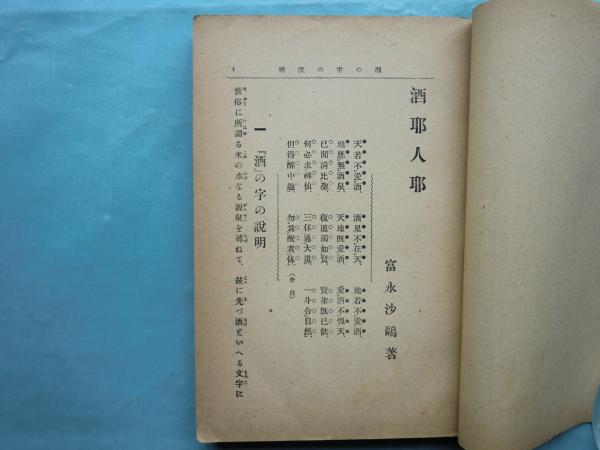 酒の字の説明
1
酒耶人耶
富永沙鷗著
天若不愛酒、酒星不在天、地若不愛酒、
地應無酒泉、天地既愛酒、愛酒不愧天、
已聞淸比聖、復道濁如賢、賢聖既已飮、
何必求神仙、三杯通大道、一斗合自然、
但得醉中趣、勿爲醒者傳、(李白)
一 『酒』の字の說明
世俗に所謂る米の水なる源泉を尋ねて、茲に先づ酒といへる文字に